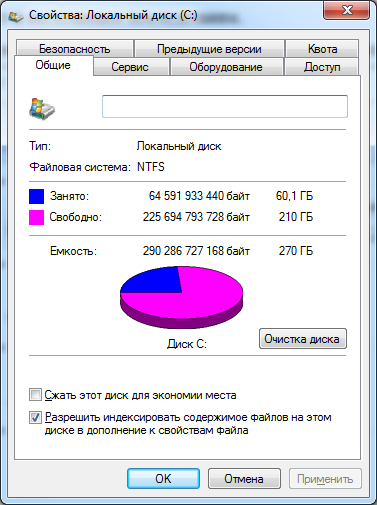 Свойства: Локальный диск (C:)
Безопасность Предыдущие версии Квота
Общие Сервис Оборудование Доступ
Тип: Локальный диск
Файловая система: NTFS
Занято: 64 591 933 440 байт 60,1 ГБ
Свободно: 225 694 793 728 байт 210 ГБ
Емкость: 290 286 727 168 байт 270 ГБ
Диск C:
Очистка диска
Сжать этот диск для экономии места
Разрешить индексировать содержимое файлов на этом
диске в дополнение к свойствам файла
OK Отмена Применить